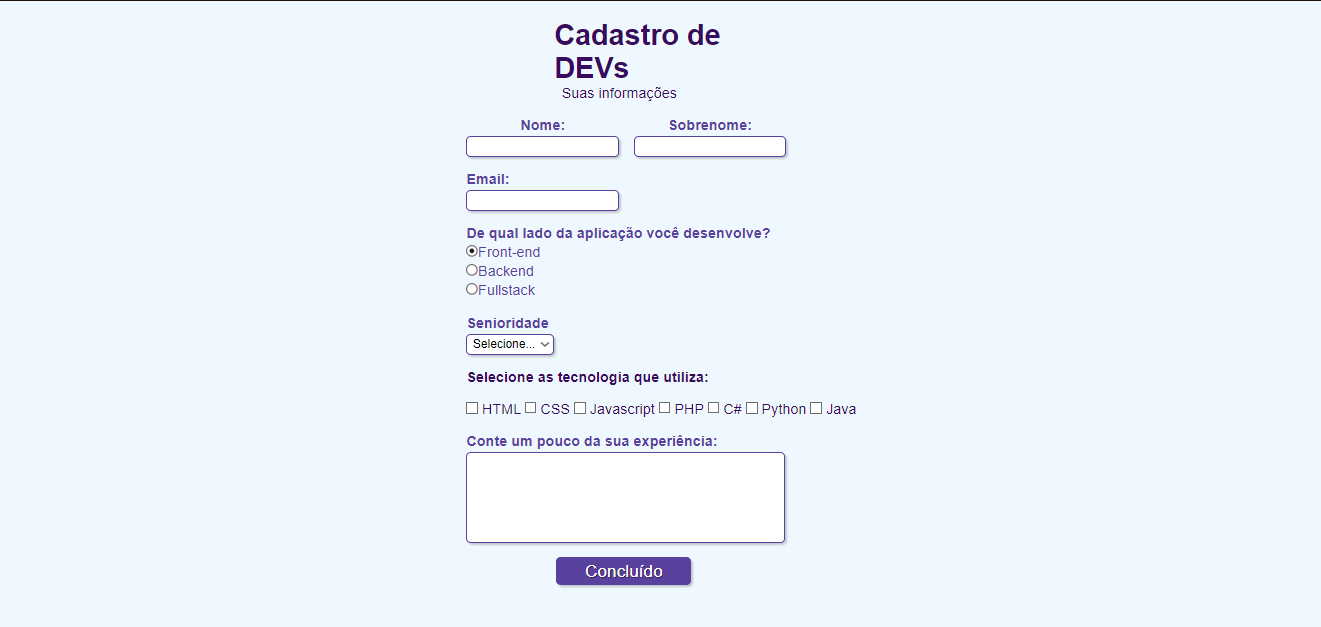 Cadastro de
DEVs
Suas informações
Nome: Sobrenome:
Email:
De qual lado da aplicação você desenvolve?
Front-end
Backend
Fullstack
Senioridade
Selecione...
Selecione as tecnologia que utiliza:
HTML CSS Javascript PHP C# Python Java
Conte um pouco da sua experiência:
Concluído